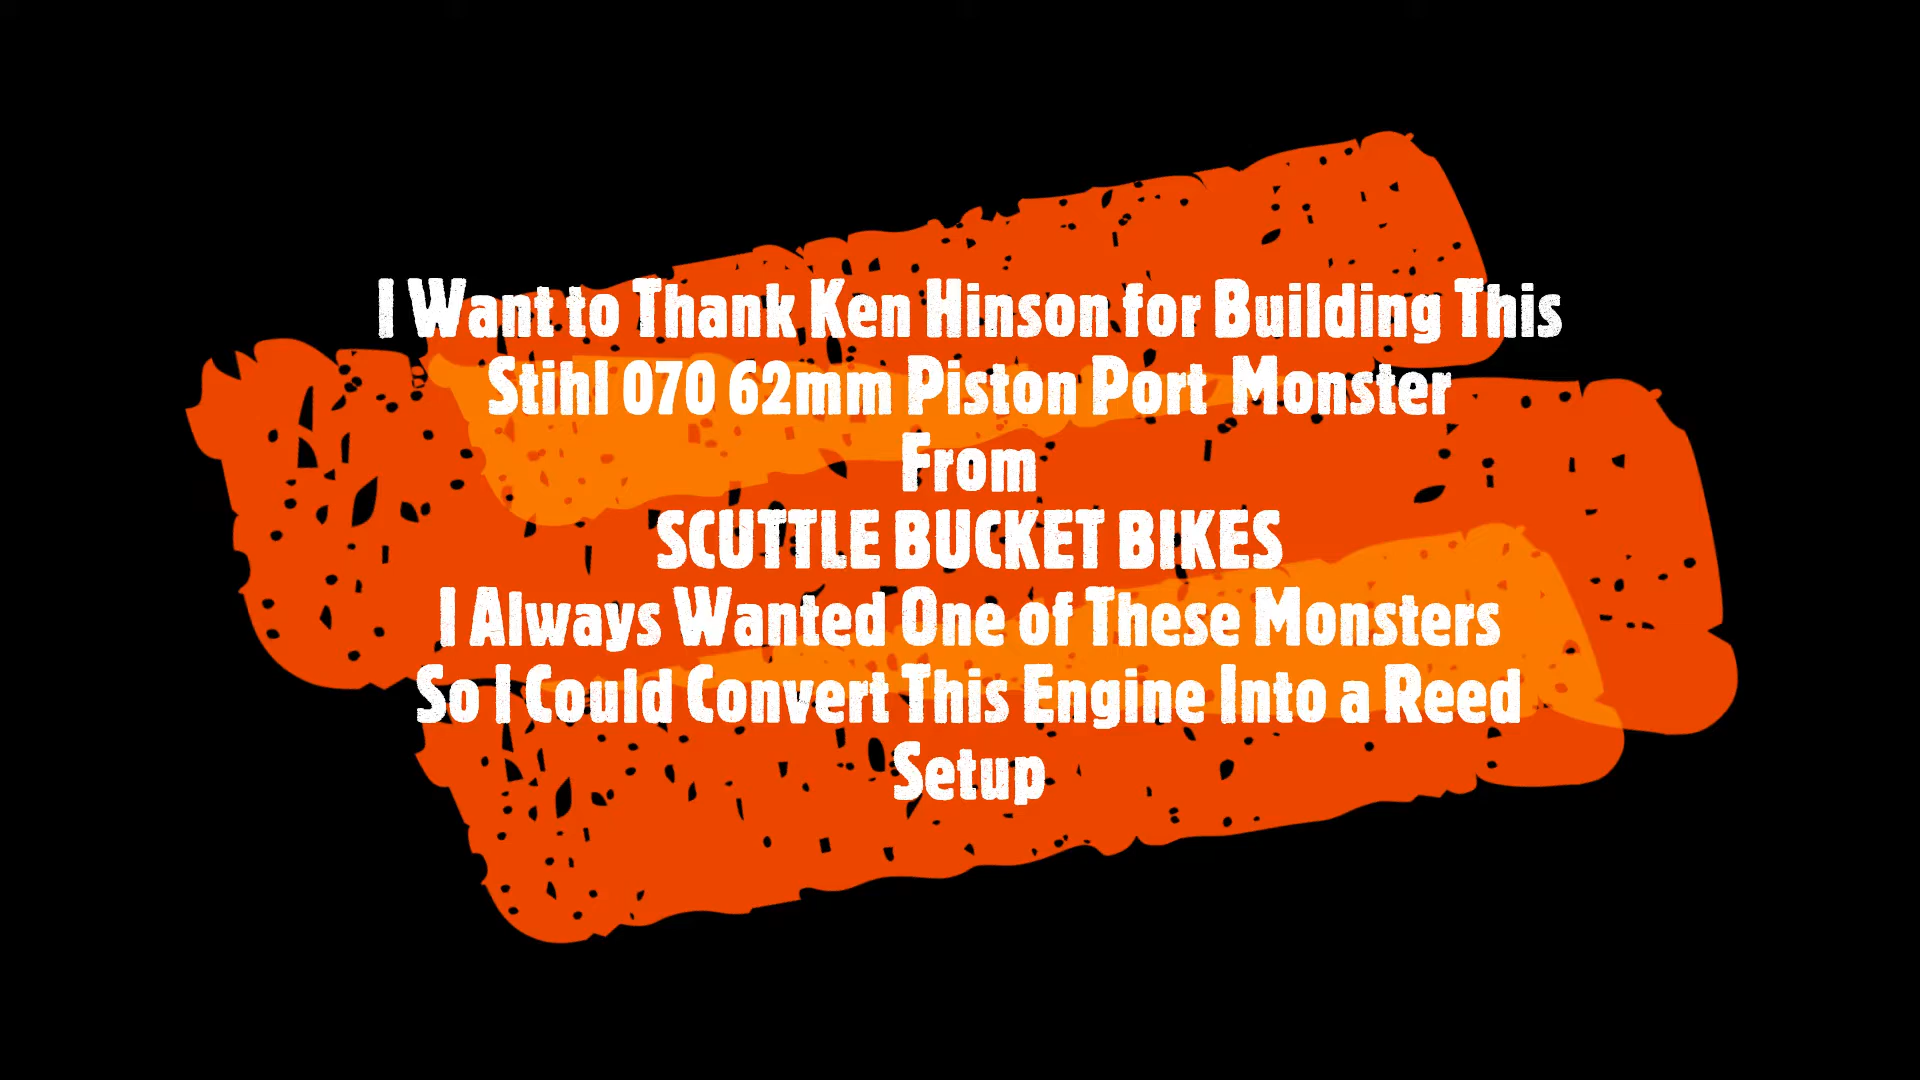 I Want to Thank Ken Hinson for Building This
Stihl 070 62mm Piston Port Monster
From
SCUTTLE BUCKET BIKES
I Always Wanted One of These Monsters
So I Could Convert This Engine Into a Reed
Setup